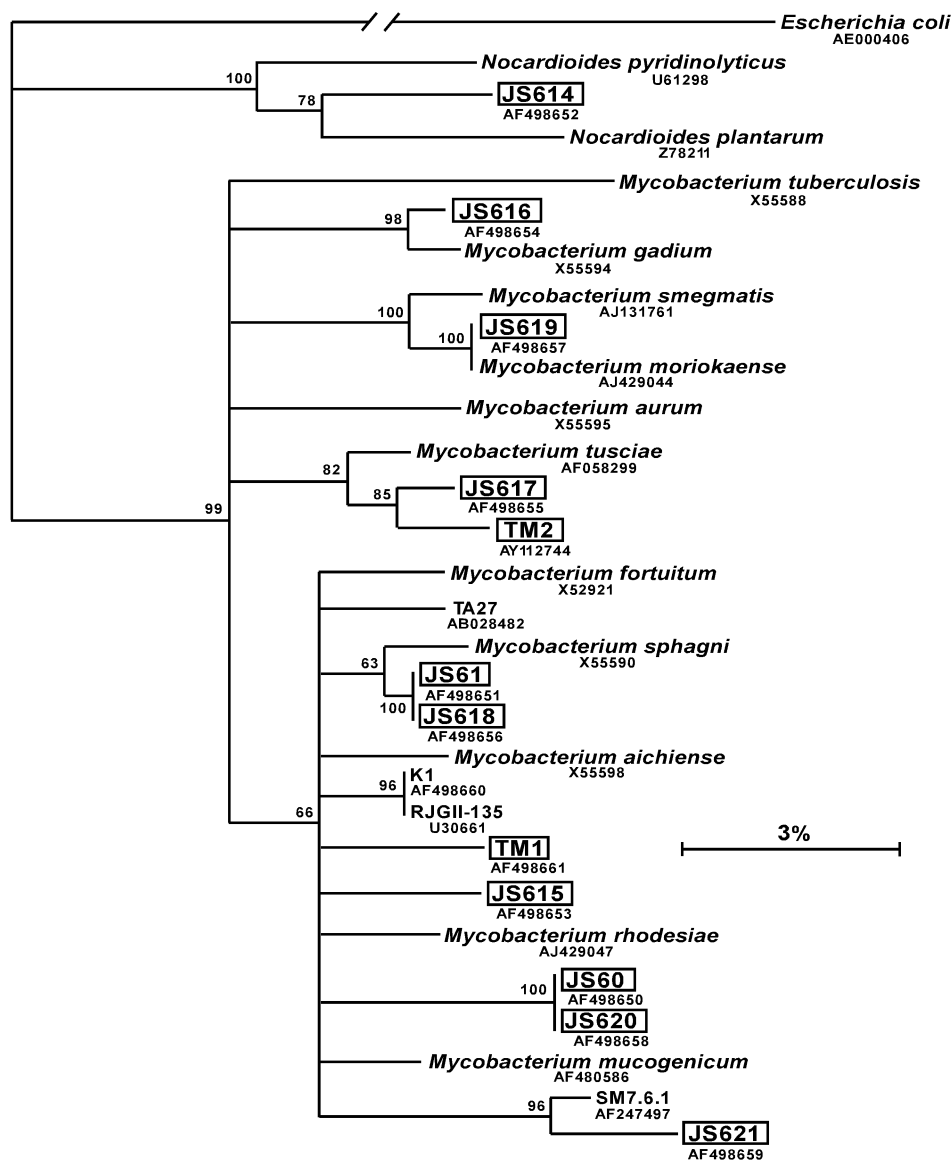 Escherichia coli
AE000406
Nocardioides pyridinolyticus
100
U61298
JS614
78
AF498652
Nocardioides plantarum
Z78211
Mycobacterium tuberculosis
X55588
JS616
98
AF498654
Mycobacterium gadium
X55594
Mycobacterium smegmatis
AJ131761
100
JS619
100
AF498657
Mycobacterium moriokaense
AJ429044
Mycobacterium aurum
X55595
Mycobacterium tusciae
AF058299
82
JS617
85
AF498655
99
TM2
AY112744
Mycobacterium fortuitum
X52921
TA27
AB028482
Mycobacterium sphagni
X55590
63
JS61
AF498651
100
JS618
AF498656
Mycobacterium aichiense
X55598
K1
96
AF498660
RJGII-135
U30661
66
3%
TM1
AF498661
JS615
AF498653
Mycobacterium rhodesiae
AJ429047
JS60
100
AF498650
JS620
AF498658
Mycobacterium mucogenicum
AF480586
SM7.6.1
96
AF247497
JS621
AF498659